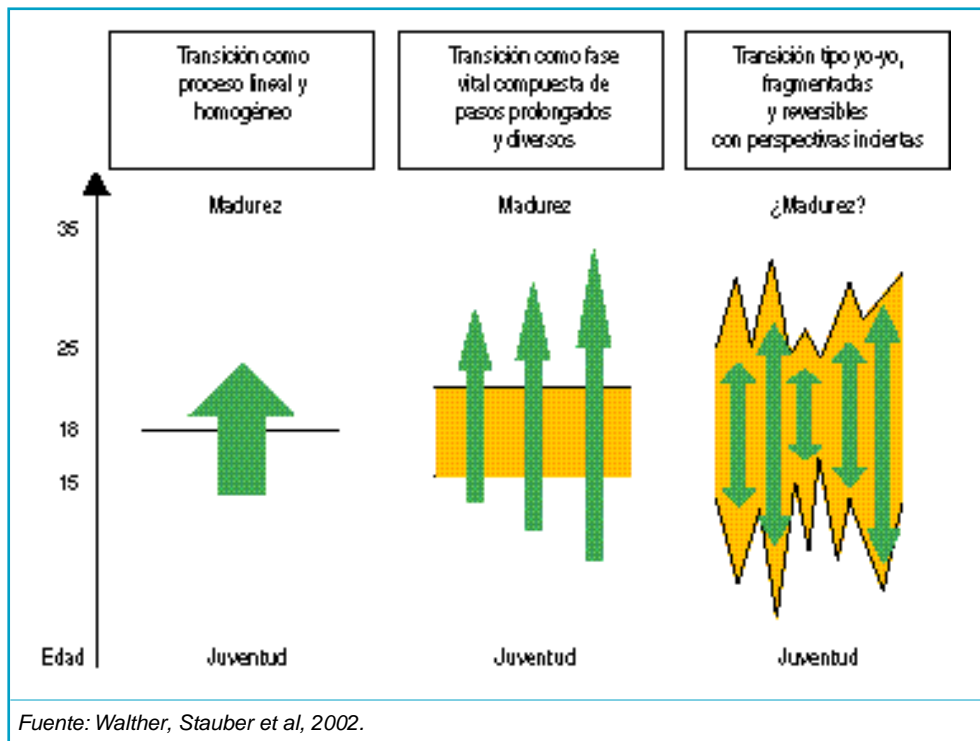 Transición como
proceso lineal y
homogéneo
Transición como fase
vital compuesta de
pasos prolongados
y diversos
Transición tipo yo-yo,
fragmentadas
y reversibles
con perspectivas inciertas
Madurez
Madurez
¿Madurez?
35
25
18
15
Edad
Juventud
Juventud
Juventud
Fuente: Walther, Stauber et al, 2002.